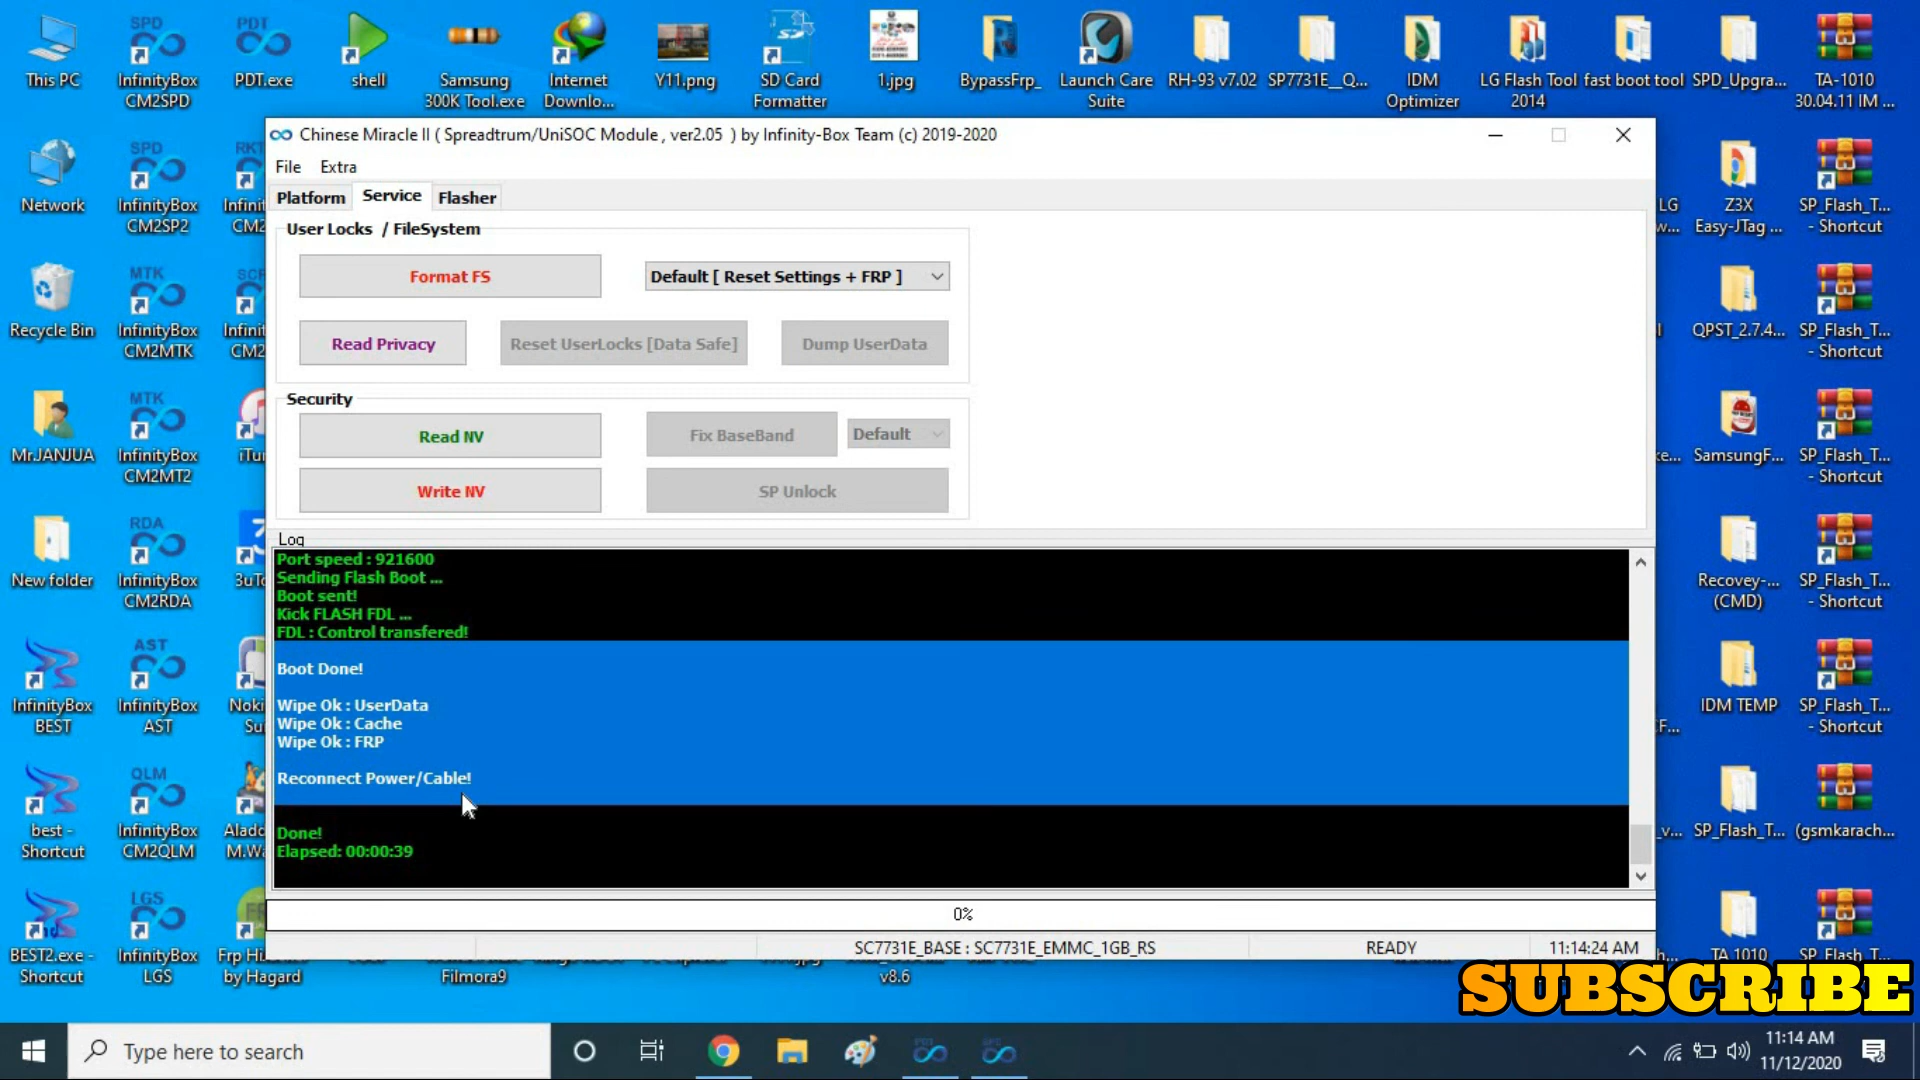 This PC
InfinityBox CM2SPD
PDT.exe
shell
Samsung 300K Tool.exe
Internet Downlo...
Y11.png
SD Card Formatter
1.jpg
BypassFrp_
Launch Care Suite
RH-93 v7.02
SP7731E__Q...
IDM Optimizer
LG Flash Tool 2014
fast boot tool
SPD_Upgra...
TA-1010 30.04.11 IM ...
Chinese Miracle II ( Spreadtrum/UniSOC Module , ver2.05 ) by Infinity-Box Team (c) 2019-2020
File Extra
Platform Service Flasher
User Locks / FileSystem
Format FS
Default [ Reset Settings + FRP ]
Read Privacy
Reset UserLocks [Data Safe]
Dump UserData
Security
Read NV
Fix BaseBand
Default
Write NV
SP Unlock
Log
Port speed : 921600
Sending Flash Boot ...
Boot sent!
Kick FLASH FDL ...
FDL : Control transfered!
Boot Done!
Wipe Ok : UserData
Wipe Ok : Cache
Wipe Ok : FRP
Reconnect Power/Cable!
Done!
Elapsed: 00:00:39
0%
SC7731E_BASE : SC7731E_EMMC_1GB_RS
READY
11:14:24 AM
Network
InfinityBox CM2SP2
Recycle Bin
InfinityBox CM2MTK
Mr.JANJUA
InfinityBox CM2MT2
New folder
InfinityBox CM2RDA
InfinityBox BEST
InfinityBox AST
best - Shortcut
InfinityBox CM2QLM
BEST2.exe - Shortcut
InfinityBox LGS
Frp Hi
by Hagard
Filmora9
v8.6
Z3X Easy-JTag ...
SP_Flash_T... - Shortcut
QPST_2.7.4...
SP_Flash_T... - Shortcut
SamsungF...
SP_Flash_T... - Shortcut
Recovey-... (CMD)
SP_Flash_T... - Shortcut
IDM TEMP
SP_Flash_T... - Shortcut
SP_Flash_T...
(gsmkarach...
TA 1010
SP_Flash_T...
SUBSCRIBE
Type here to search
11:14 AM
11/12/2020